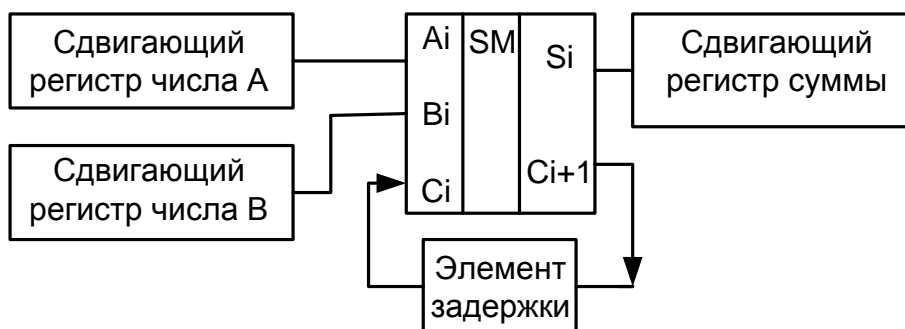 Сдвигающий
регистр числа А
Сдвигающий
регистр числа В
Ai
Bi
Ci
SM
Si
Ci+1
Сдвигающий
регистр суммы
Элемент
задержки